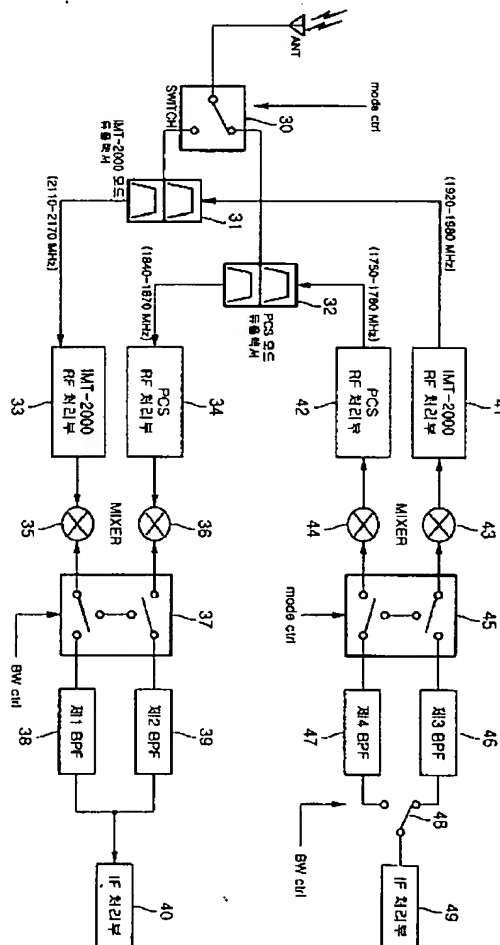 mode ctrl
30
ANT
SWITCH
IMT-2000 모드
듀플렉서
31
(1920-1980 MHz)
(2110-2170 MHz)
32
(1750-1780 MHz)
(1840-1870 MHz)
PCS 모드
듀플렉서
IMT-2000
RF 처리부
33
PCS
RF 처리부
34
PCS
RF 처리부
42
IMT-2000
RF 처리부
41
35
MIXER
36
44
MIXER
43
37
BW ctrl
mode ctrl
45
제1 BPF
38
제2 BPF
39
제4 BPF
47
제3 BPF
46
48
BW ctrl
IF 처리부
40
IF 처리부
49